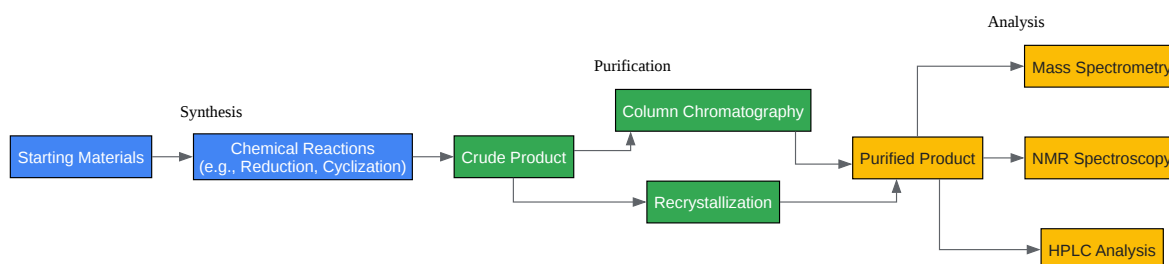 Analysis
Purification
Synthesis
Starting Materials
Chemical Reactions
(e.g., Reduction, Cyclization)
Crude Product
Column Chromatography
Recrystallization
Purified Product
Mass Spectrometry
NMR Spectroscopy
HPLC Analysis